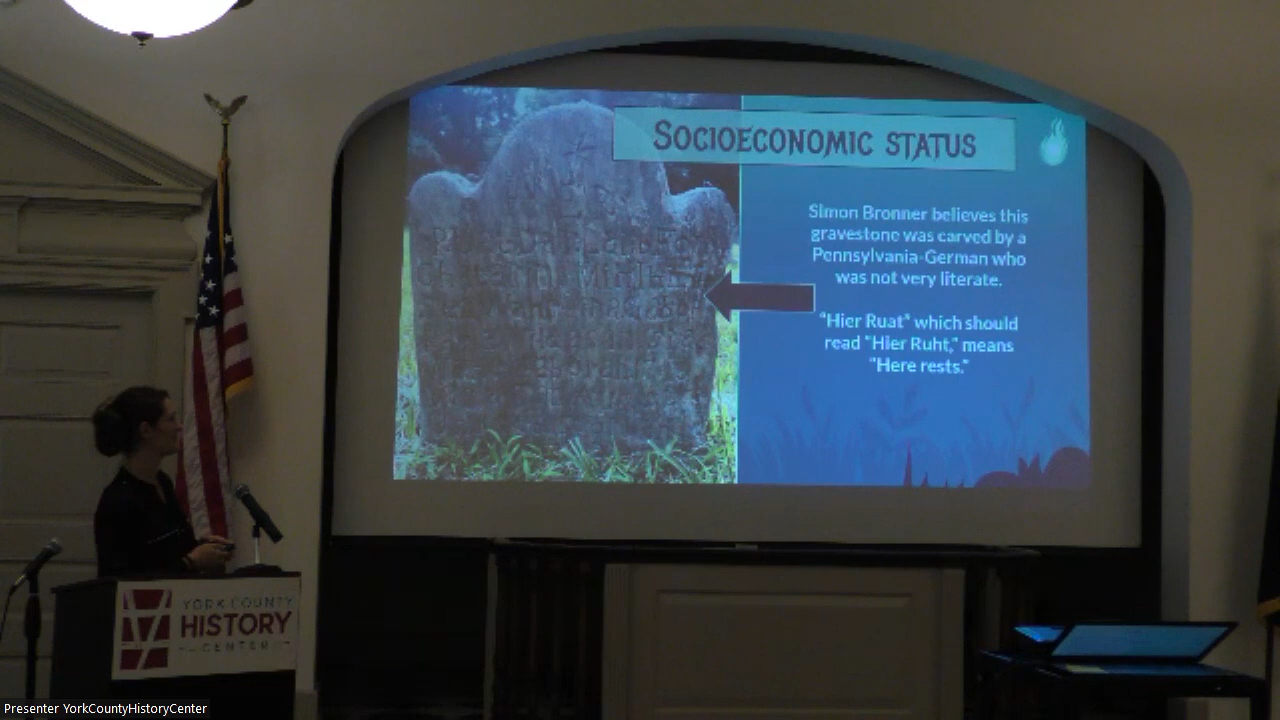 SOCIOECONOMIC STATUS
Simon Bronner believes this
gravestone was carved by a
Pennsylvania-German who
was not very literate.
"Hier Ruat" which should
read "Hier Ruht," means
"Here rests."
YORK COUNTY
HISTORY
CENTER
Presenter YorkCountyHistoryCenter